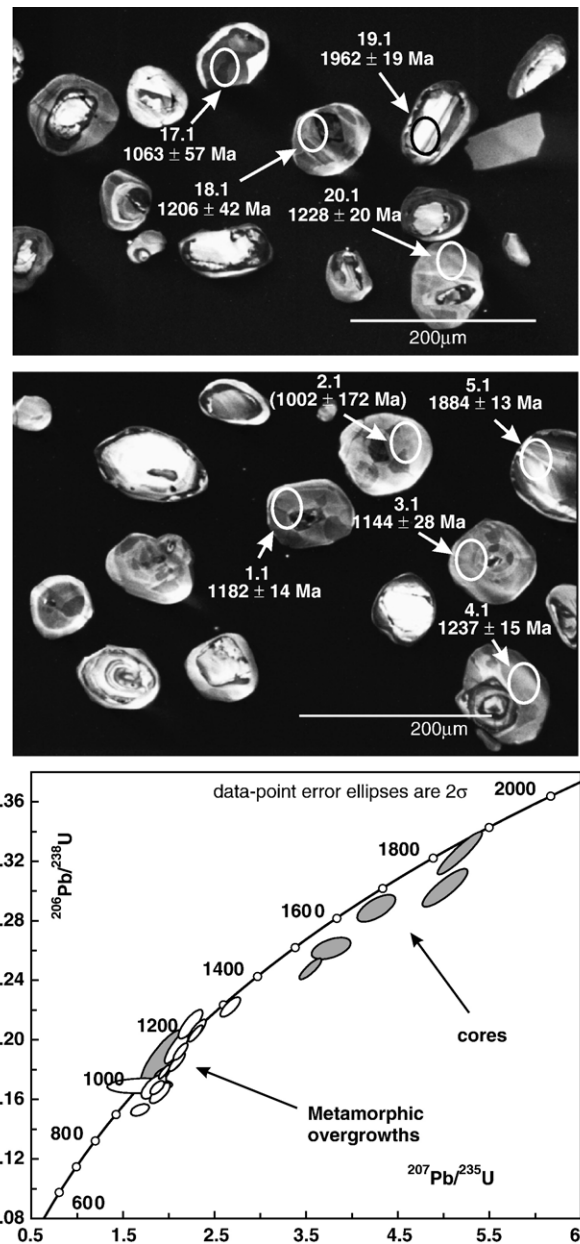 19.1
1962 ± 19 Ma
17.1
1063 ± 57 Ma
18.1
1206 ± 42 Ma
20.1
1228 ± 20 Ma
200μm
2.1
(1002 ± 172 Ma)
5.1
1884 ± 13 Ma
3.1
1144 ± 28 Ma
1.1
1182 ± 14 Ma
4.1
1237 ± 15 Ma
200μm
data-point error ellipses are 2σ
2000
1800
1600
1400
1200
1000
800
600
cores
Metamorphic
overgrowths
206Pb/238U
207Pb/235U
.36
.32
.28
.24
.20
.16
.12
.08
0.5 1.5 2.5 3.5 4.5 5.5 6